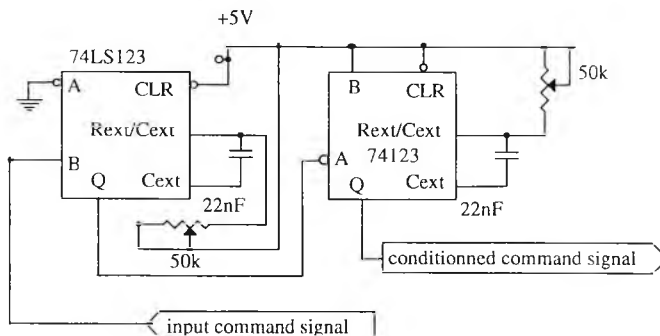 +5V
74LS123
A
CLR
Rext/Cext
B
Q
Cext
22nF
50k
B
CLR
Rext/Cext
A
74123
Q
Cext
22nF
50k
conditionned command signal
input command signal